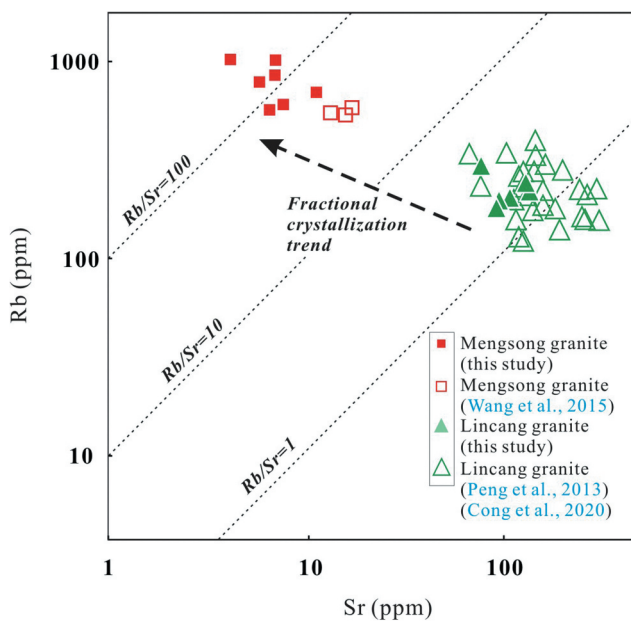 1000
100
10
1
10
100
Rb (ppm)
Sr (ppm)
Rb/Sr=100
Rb/Sr=10
Rb/Sr=1
Fractional
crystallization
trend
Mengsong granite
(this study)
Mengsong granite
(Wang et al., 2015)
Lincang granite
(this study)
Lincang granite
(Peng et al., 2013)
(Cong et al., 2020)